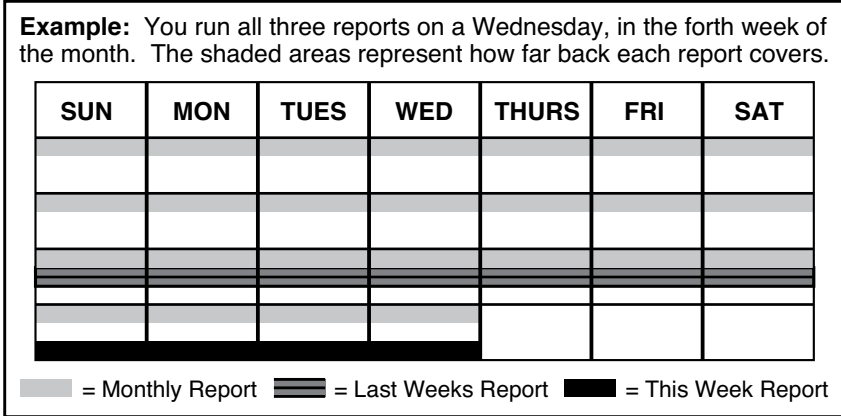 Example: You run all three reports on a Wednesday, in the forth week of
the month. The shaded areas represent how far back each report covers.
SUN MON TUES WED THURS FRI SAT
= Monthly Report = Last Weeks Report = This Week Report